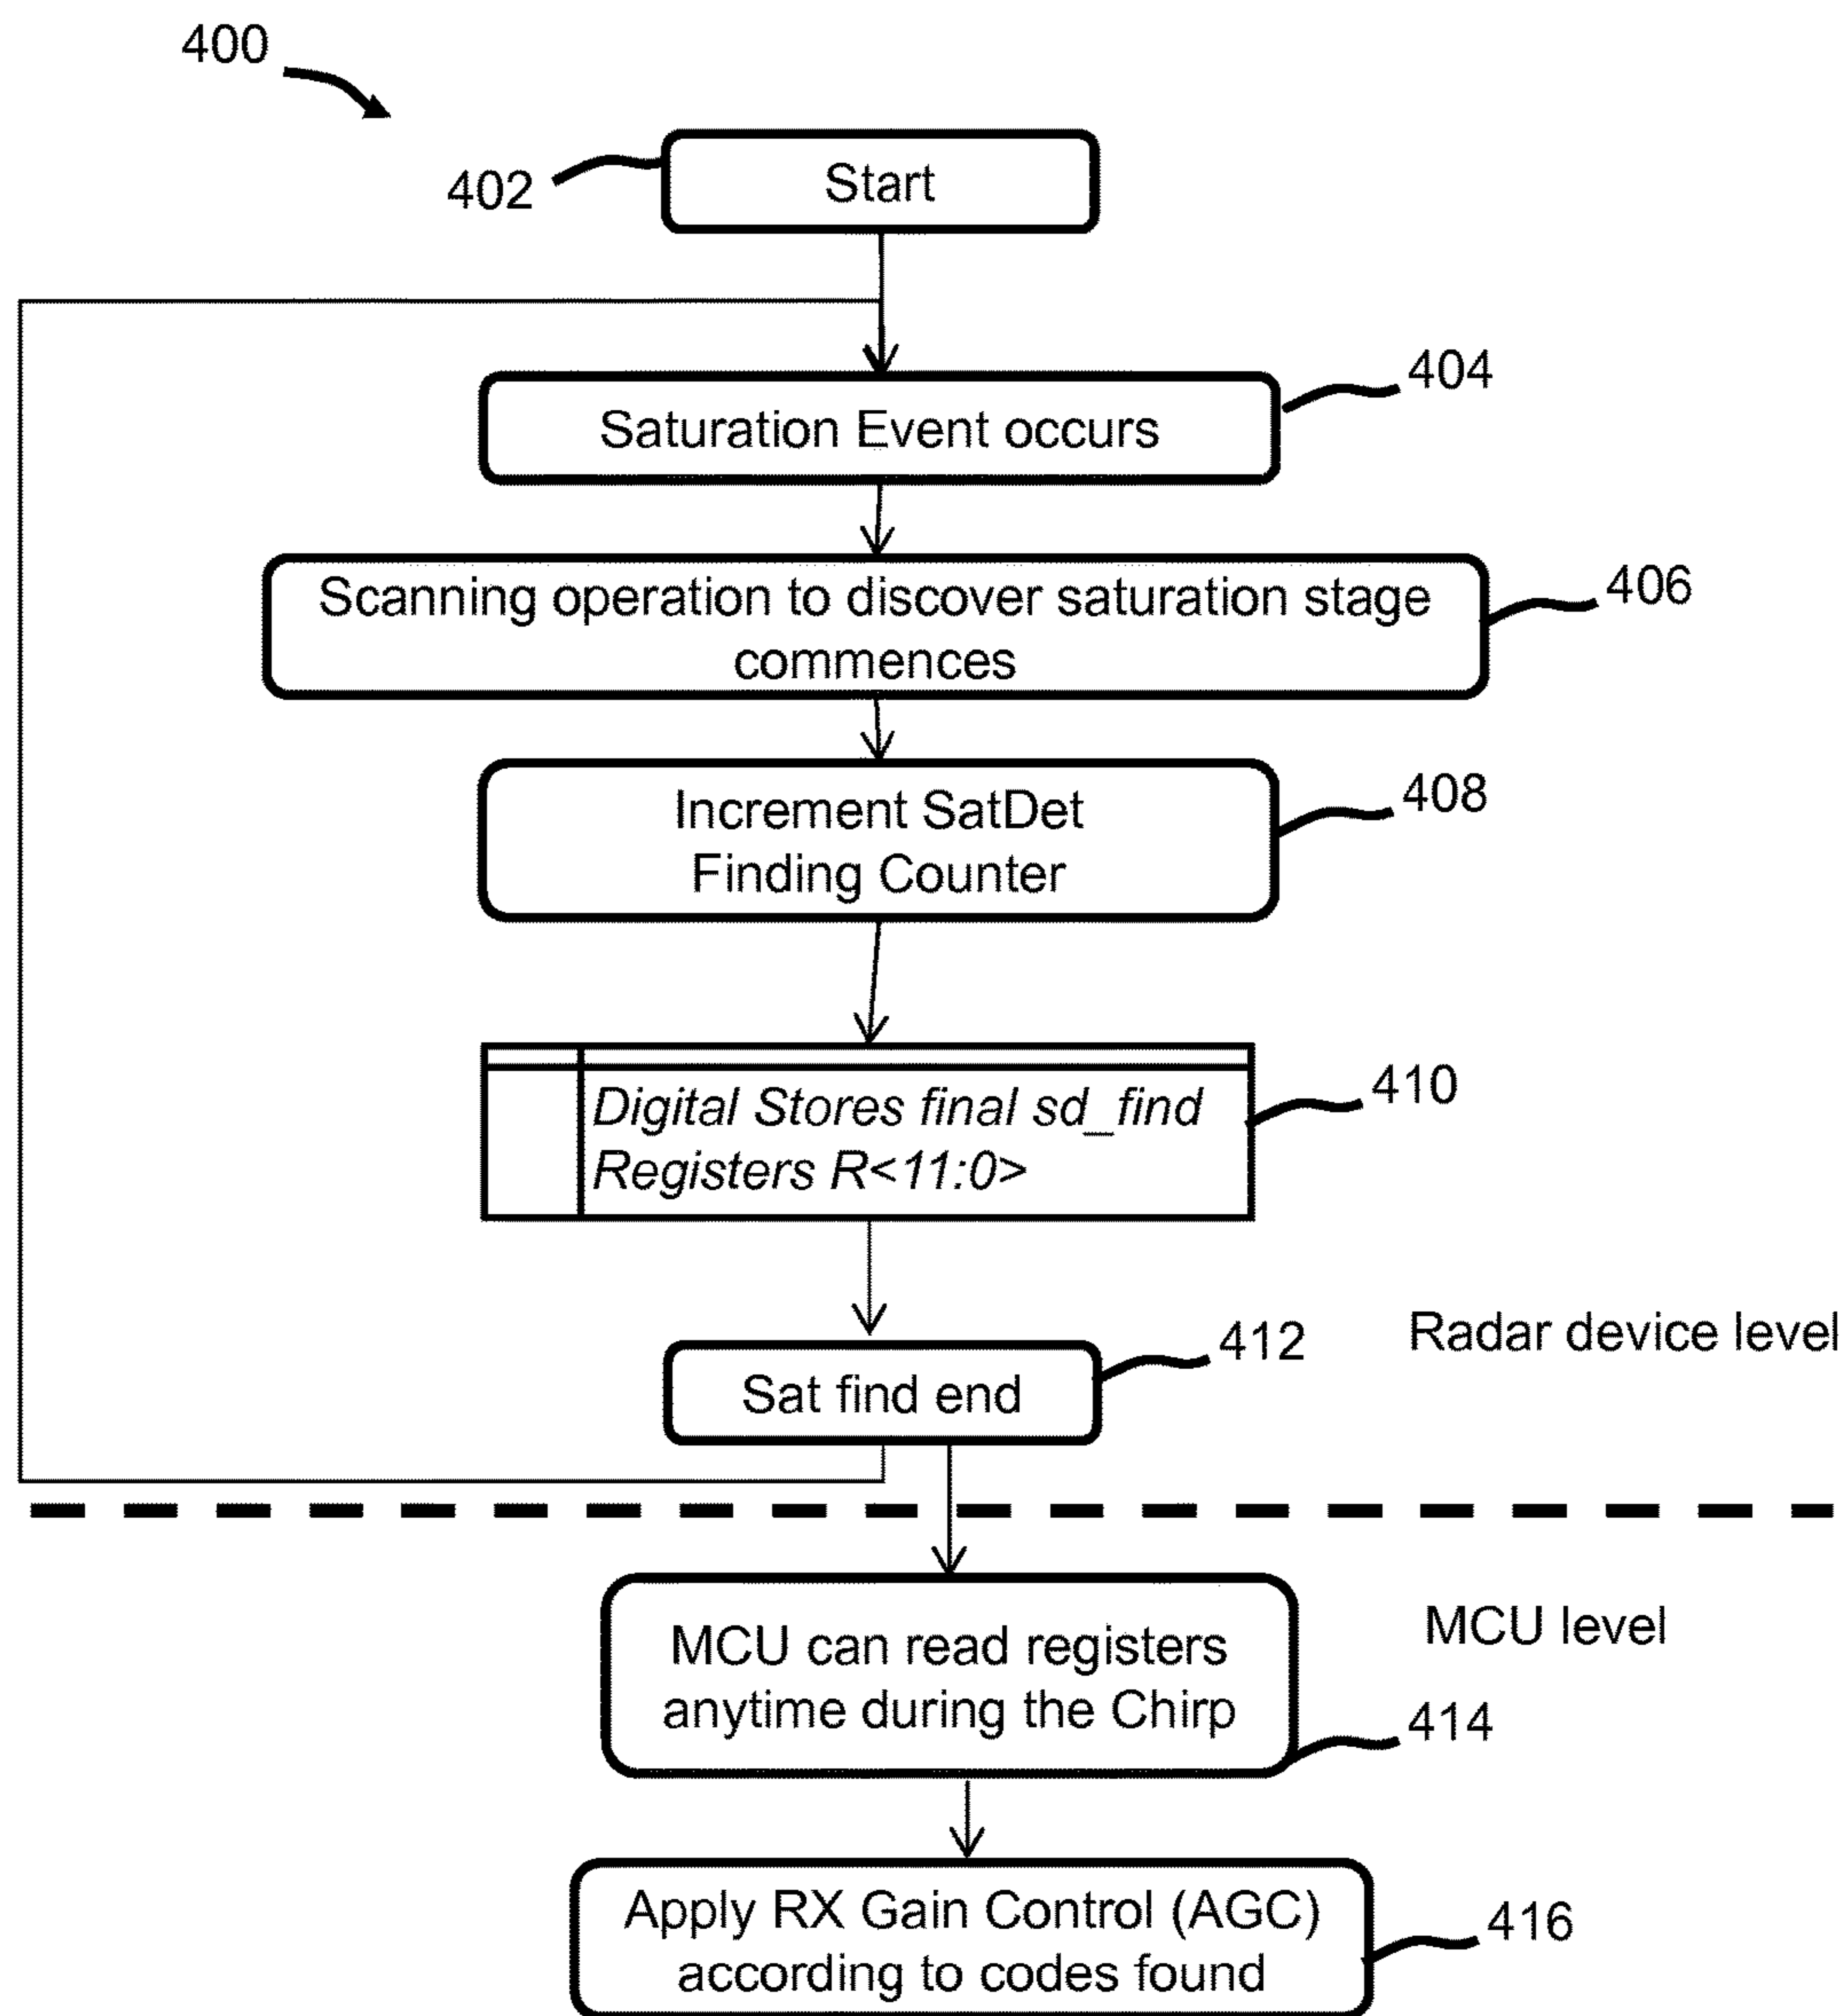 400
402
Start
404
Saturation Event occurs
406
Scanning operation to discover saturation stage
commences
408
Increment SatDet
Finding Counter
410
Digital Stores final sd_find
Registers R<11:0>
412
Sat find end
Radar device level
MCU level
MCU can read registers
anytime during the Chirp
414
Apply RX Gain Control (AGC)
according to codes found
416